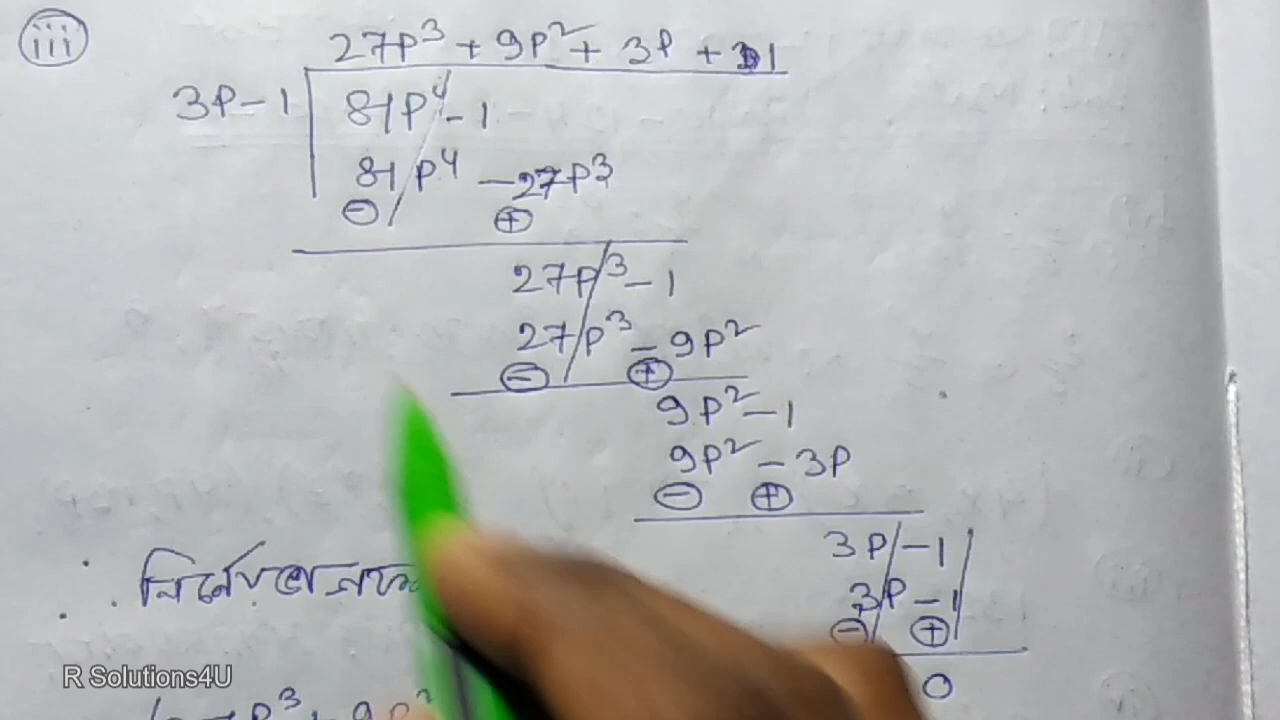 iii
27P³ + 9P² + 3P + 1
3P - 1
81P⁴ - 1
81P⁴ - 27P³
⊖ ⊕
27P³ - 1
27P³ - 9P²
⊖ ⊕
9P² - 1
9P² - 3P
⊖ ⊕
3P - 1
3P - 1
⊖ ⊕
0
∴ নির্ণেয়
R Solutions4U